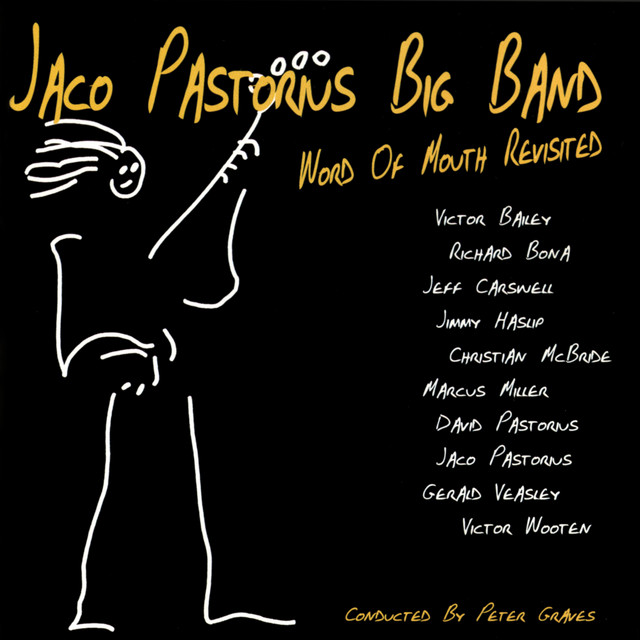 Jaco Pastorius Big Band
Word Of Mouth Revisited
Victor Bailey
Richard Bona
Jeff Carswell
Jimmy Haslip
Christian McBride
Marcus Miller
David Pastorius
Jaco Pastorius
Gerald Veasley
Victor Wooten
Conducted By Peter Graves